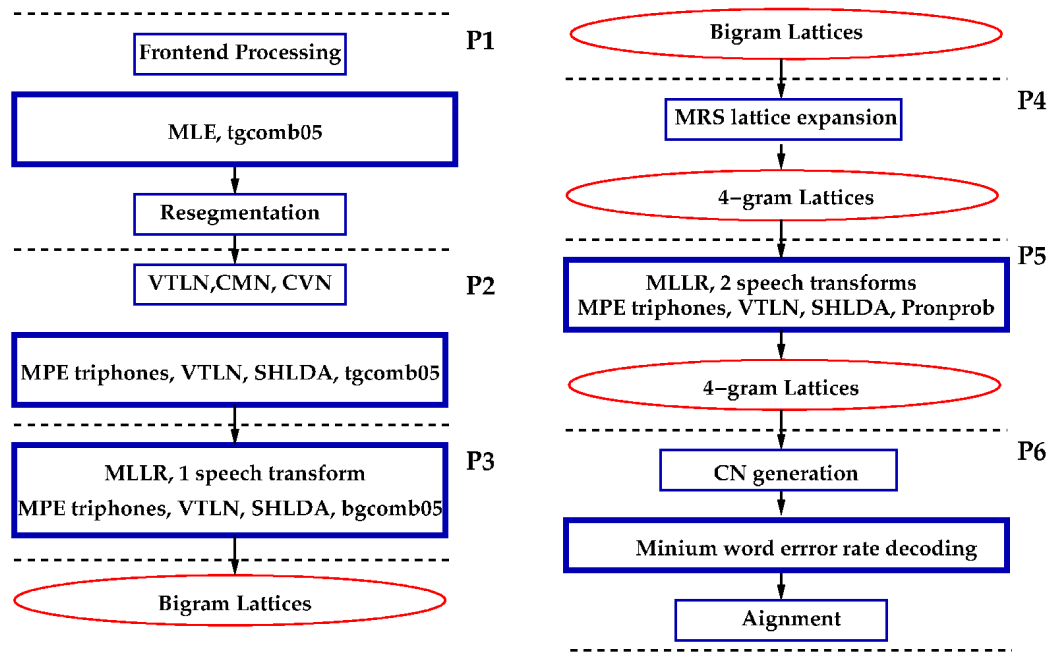 P1
Frontend Processing
MLE, tgcomb05
Resegmentation
P2
VTLN,CMN, CVN
MPE triphones, VTLN, SHLDA, tgcomb05
P3
MLLR, 1 speech transform
MPE triphones, VTLN, SHLDA, bgcomb05
Bigram Lattices
Bigram Lattices
P4
MRS lattice expansion
4−gram Lattices
P5
MLLR, 2 speech transforms
MPE triphones, VTLN, SHLDA, Pronprob
4−gram Lattices
P6
CN generation
Minium word errror rate decoding
Aignment